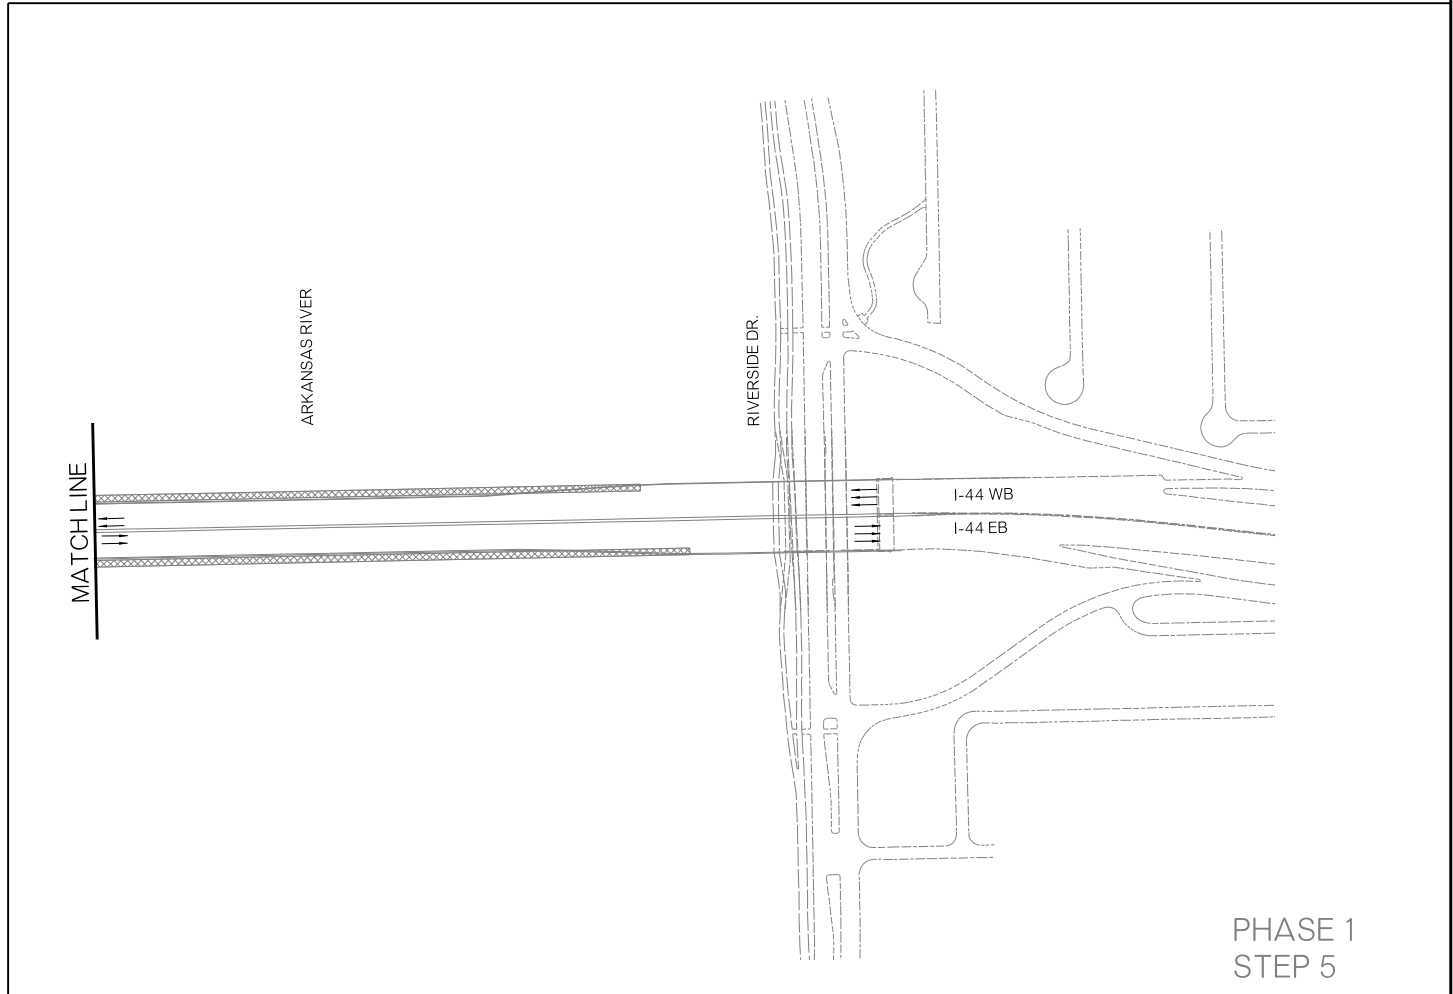 ARKANSAS RIVER
RIVERSIDE DR.
MATCH LINE
I-44 WB
I-44 EB
PHASE 1
STEP 5